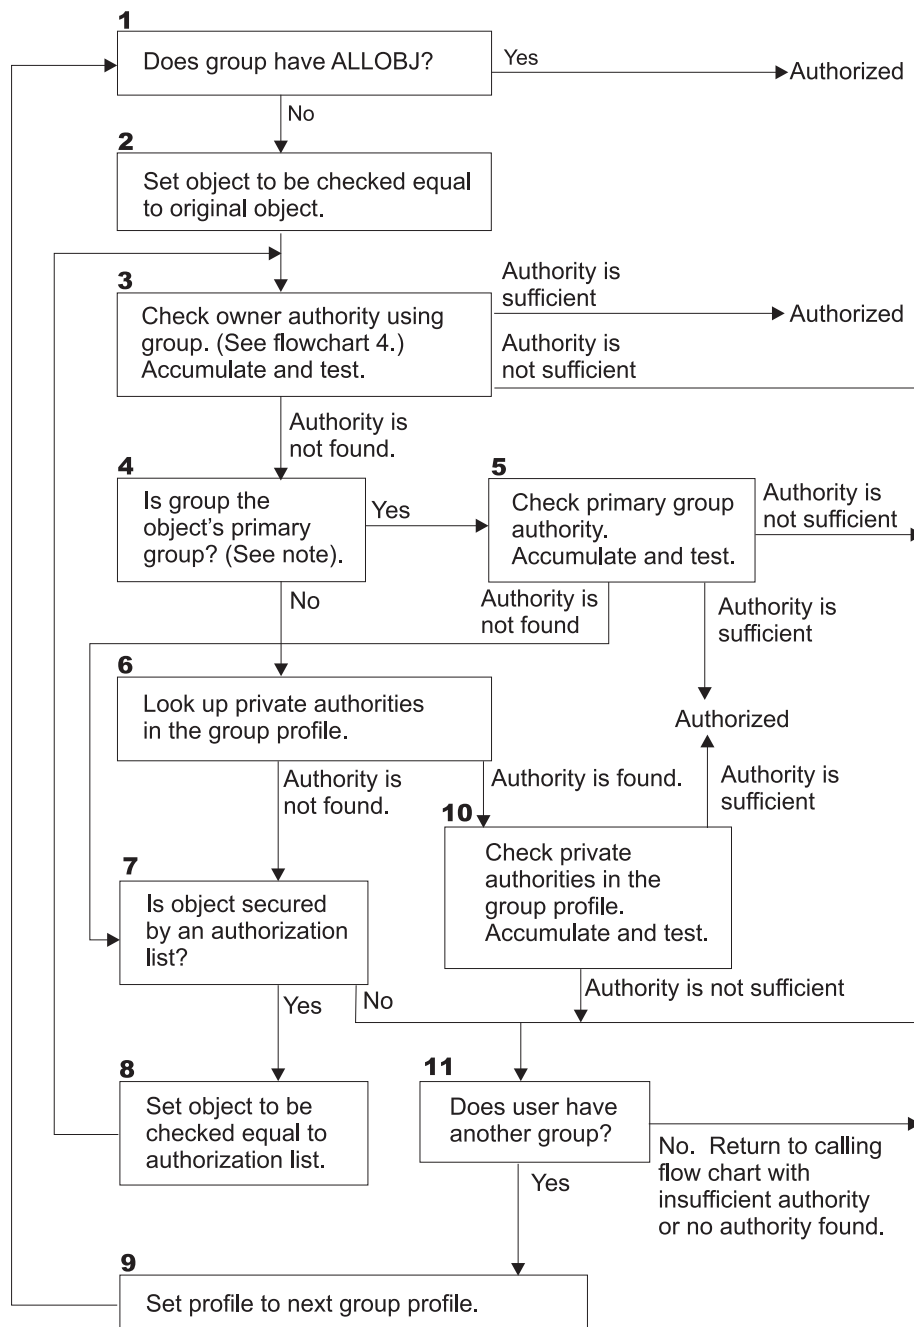 1
Does group have ALLOBJ?
Yes
Authorized
No
2
Set object to be checked equal
to original object.
3
Check owner authority using
group. (See flowchart 4.)
Accumulate and test.
Authority is
sufficient
Authorized
Authority is
not sufficient
Authority is
not found.
4
Is group the
object's primary
group? (See note).
Yes
5
Check primary group
authority.
Accumulate and test.
Authority is
not sufficient
No
Authority is
not found
Authority is
sufficient
6
Look up private authorities
in the group profile.
Authorized
Authority is
not found.
Authority is found.
Authority is
sufficient
10
Check private
authorities in the
group profile.
Accumulate and test.
7
Is object secured
by an authorization
list?
Authority is not sufficient
Yes
No
8
Set object to be
checked equal to
authorization list.
11
Does user have
another group?
No. Return to calling
flow chart with
insufficient authority
or no authority found.
Yes
9
Set profile to next group profile.